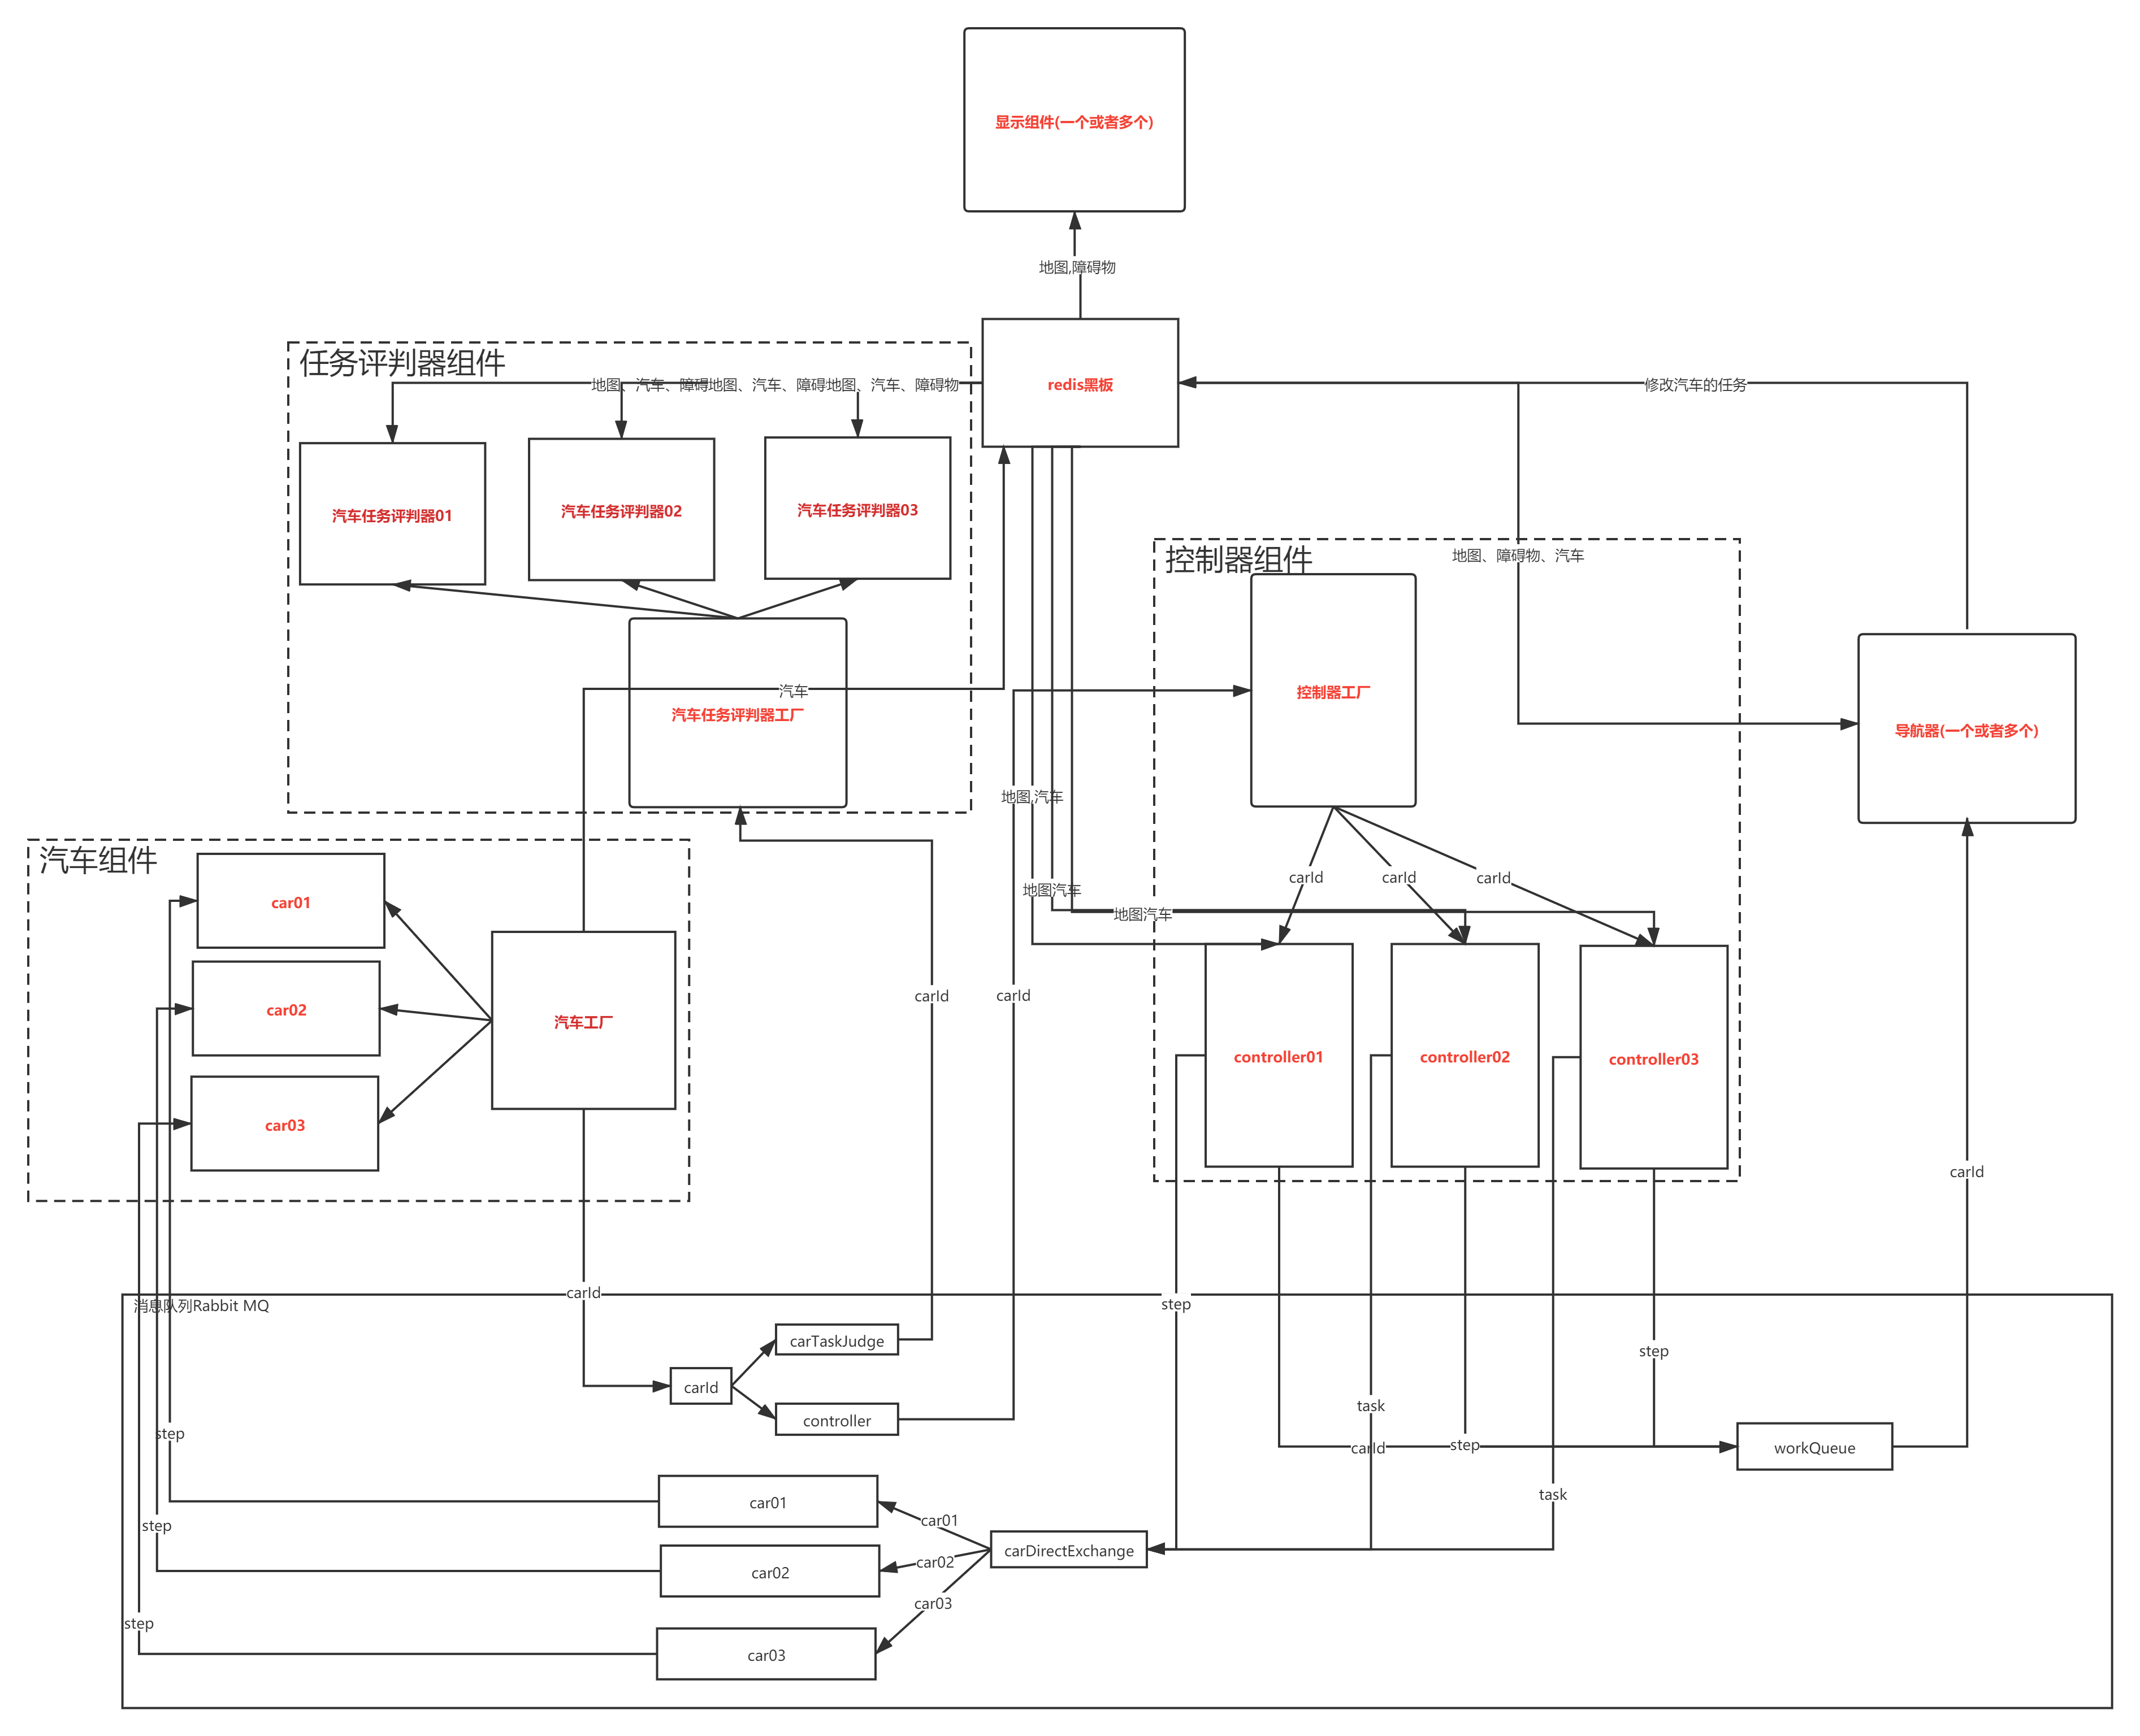 显示组件(一个或者多个)
地图,障碍物
任务评判器组件
地图、汽车、障碍地图、汽车、障碍地图、汽车、障碍物
redis黑板
修改汽车的任务
汽车任务评判器01
汽车任务评判器02
汽车任务评判器03
控制器组件
地图、障碍物、汽车
汽车
汽车任务评判器工厂
控制器工厂
导航器(一个或者多个)
地图,汽车
汽车组件
carId
carId
carId
地图汽车
地图汽车
car01
car02
car03
汽车工厂
carId
carId
controller01
controller02
controller03
carId
carId
消息队列Rabbit MQ
step
carTaskJudge
carId
controller
step
task
step
carId
step
workQueue
task
car01
car01
carDirectExchange
step
car02
car02
car03
step
car03